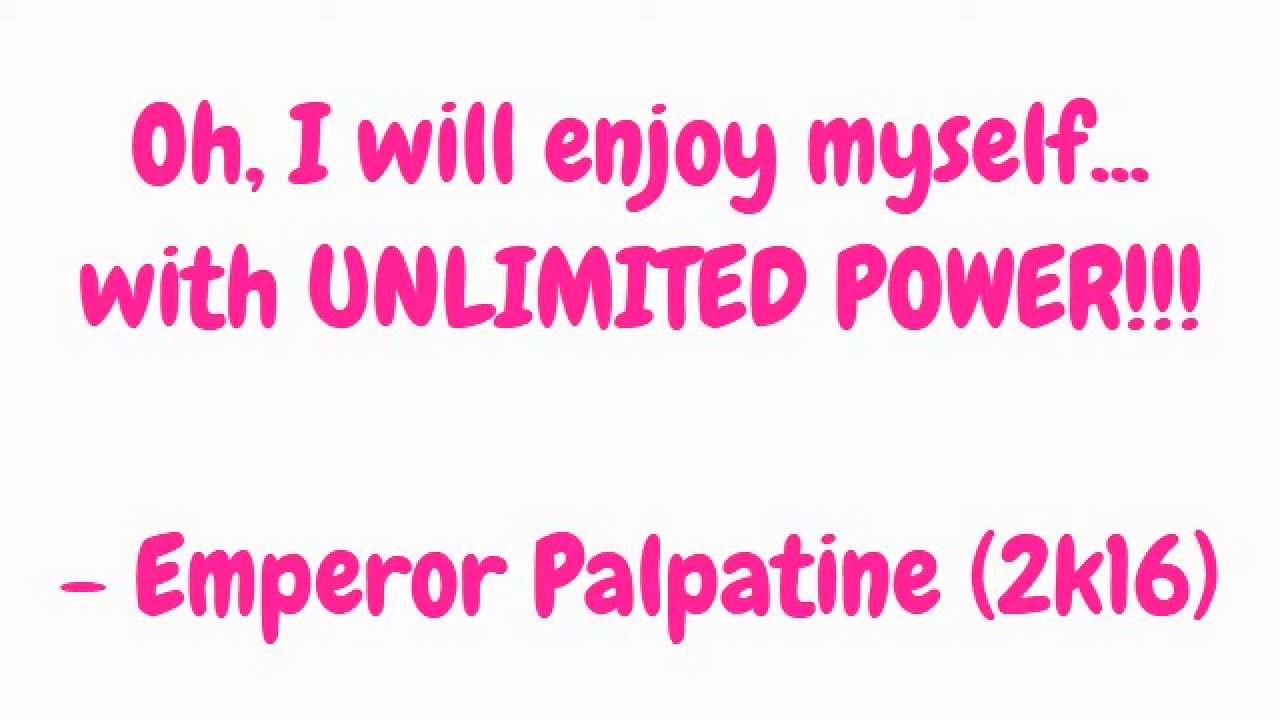 Oh, I will enjoy myself...
with UNLIMITED POWER!!!
- Emperor Palpatine (2k16)